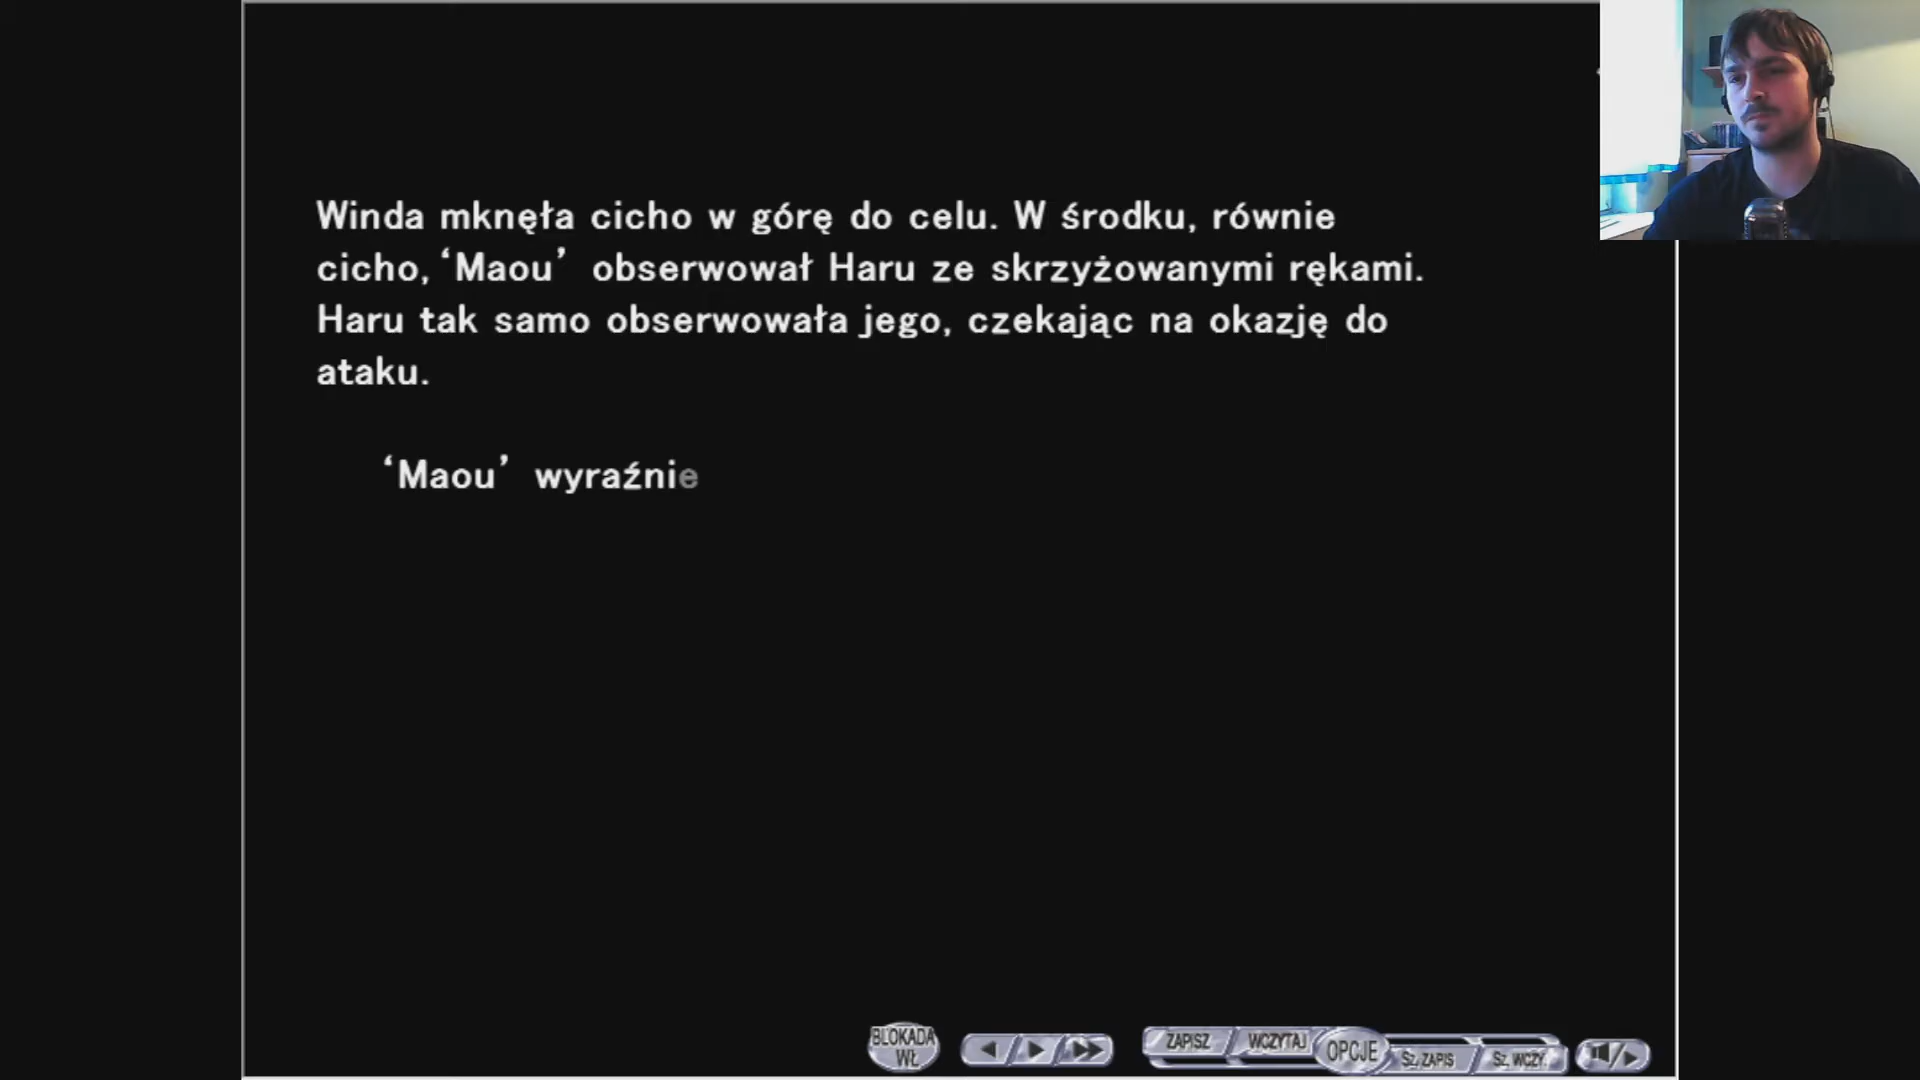 Winda mknęła cicho w górę do celu. W środku, równie
cicho, ‘Maou’ obserwował Haru ze skrzyżowanymi rękami.
Haru tak samo obserwowała jego, czekając na okazję do
ataku.
‘Maou’ wyraźnie
BLOKADA
WŁ
ZAPISZ
WCZYTAJ
OPCJE
Sz. ZAPIS
Sz. WCZY.